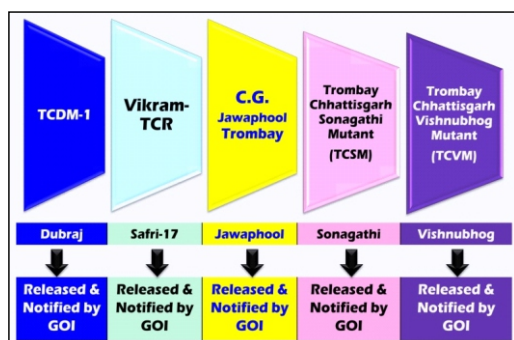 TCDM-1
Vikram-
TCR
C.G.
Jawaphool
Trombay
Trombay
Chhattisgarh
Sonagathi
Mutant
(TCSM)
Trombay
Chhattisgarh
Vishnubhog
Mutant
(TCVM)
Dubraj
Safri-17
Jawaphool
Sonagathi
Vishnubhog
Released &
Notified by
GOI
Released &
Notified by
GOI
Released &
Notified by
GOI
Released &
Notified by
GOI
Released &
Notified by
GOI